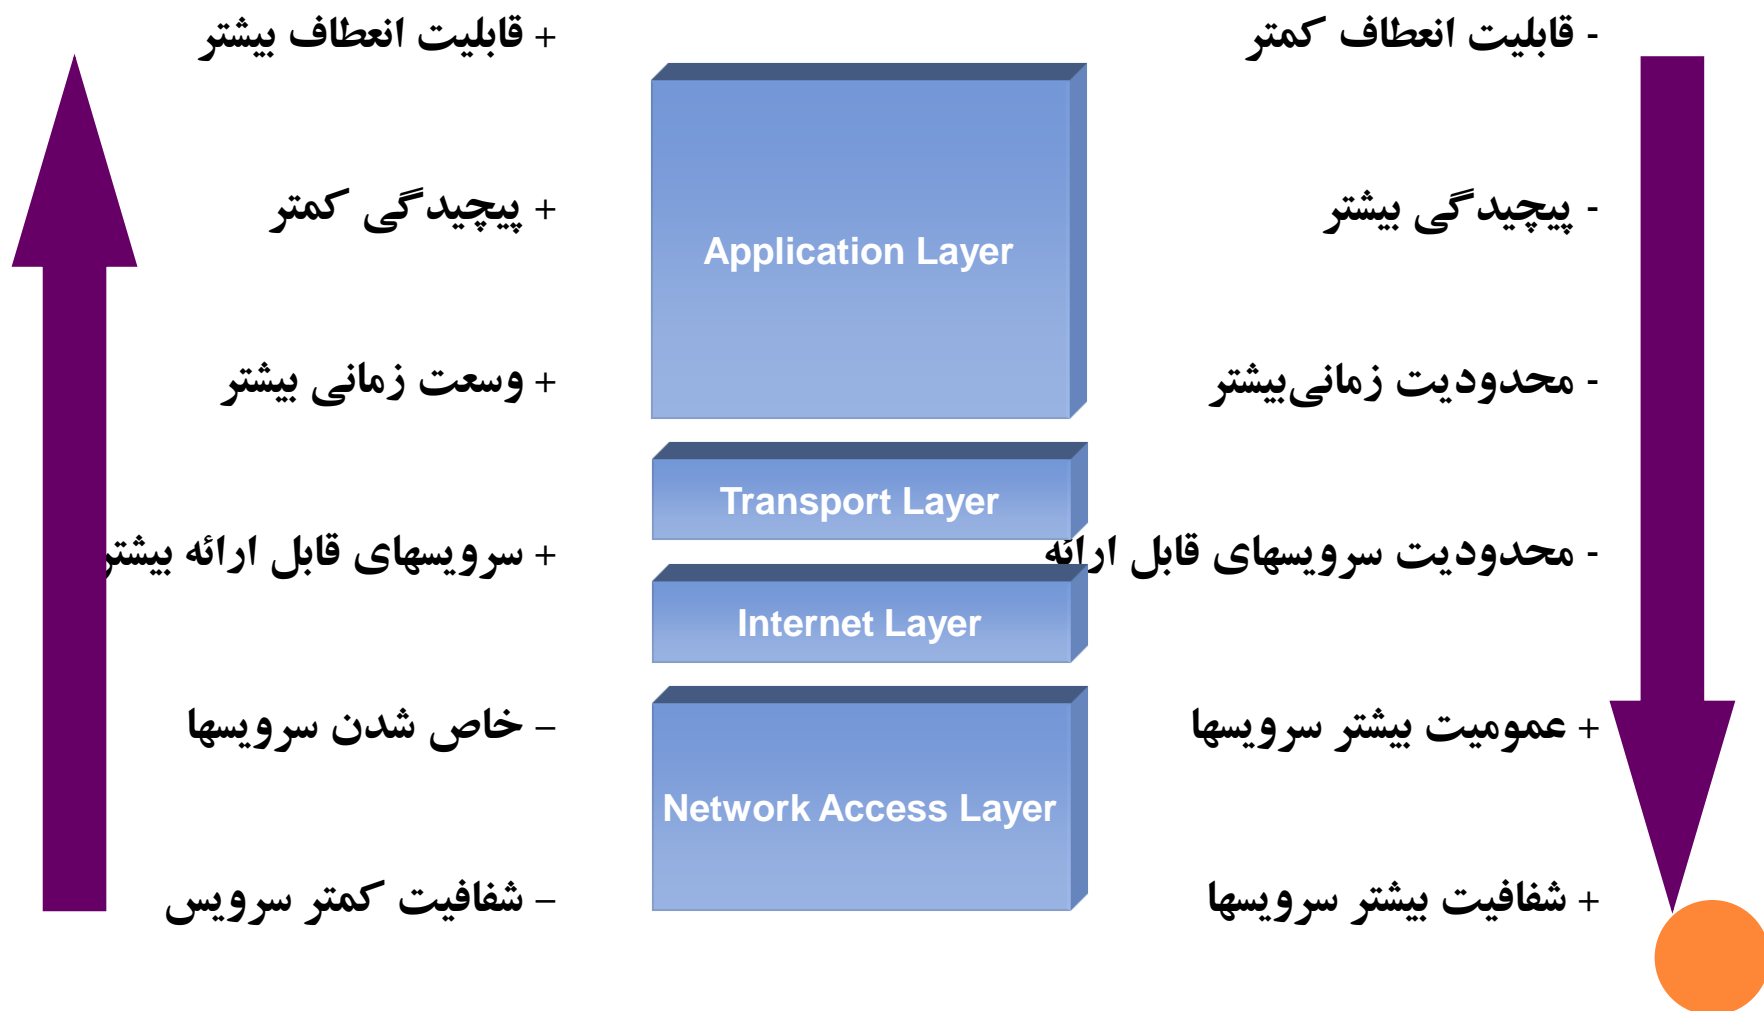 - قابلیت انعطاف کمتر
- پیچیدگی بیشتر
- محدودیت زمانی‌بیشتر
- محدودیت سرویسهای قابل ارائه
+ عمومیت بیشتر سرویسها
+ شفافیت بیشتر سرویسها
Application Layer
Transport Layer
Internet Layer
Network Access Layer
+ قابلیت انعطاف بیشتر
+ پیچیدگی کمتر
+ وسعت زمانی بیشتر
+ سرویسهای قابل ارائه بیشتر
– خاص شدن سرویسها
– شفافیت کمتر سرویس